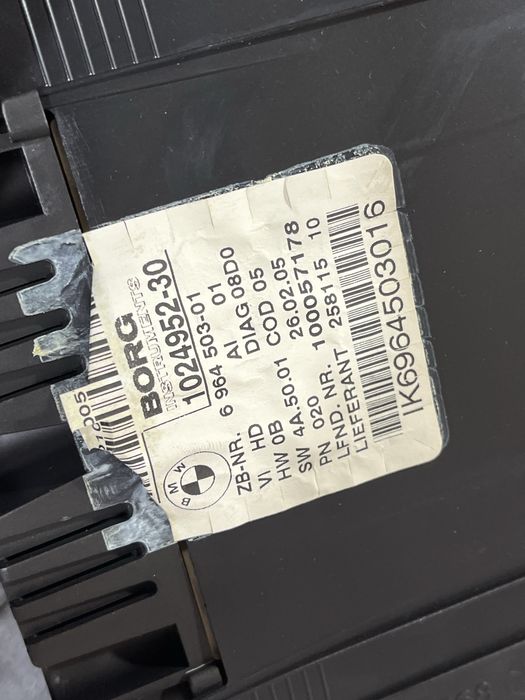 BORG
INSTRUMENTS
1024952-30
BMW
ZB-NR. 6 964 503-01
HD AI 01
VI DIAG 08D0
HW 0B COD 05
SW 4A.50.01 26.02.05
PN 020 100057178
LFND. NR. 258115 10
LIEFERANT
IK6964503016